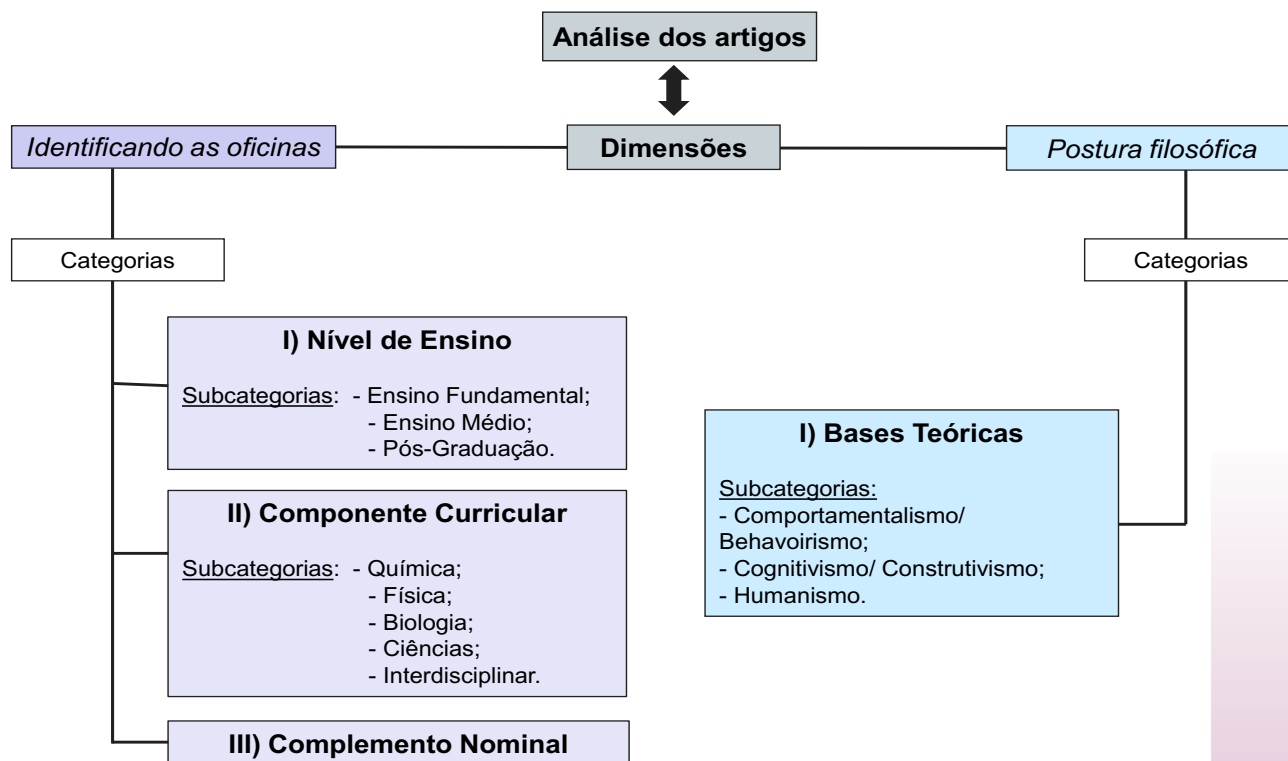 Análise dos artigos
Identificando as oficinas
Dimensões
Postura filosófica
Categorias
Categorias
I) Nível de Ensino
Subcategorias: - Ensino Fundamental;
- Ensino Médio;
- Pós-Graduação.
II) Componente Curricular
Subcategorias: - Química;
- Física;
- Biologia;
- Ciências;
- Interdisciplinar.
III) Complemento Nominal
I) Bases Teóricas
Subcategorias:
- Comportamentalismo/
Behavoirismo;
- Cognitivismo/ Construtivismo;
- Humanismo.